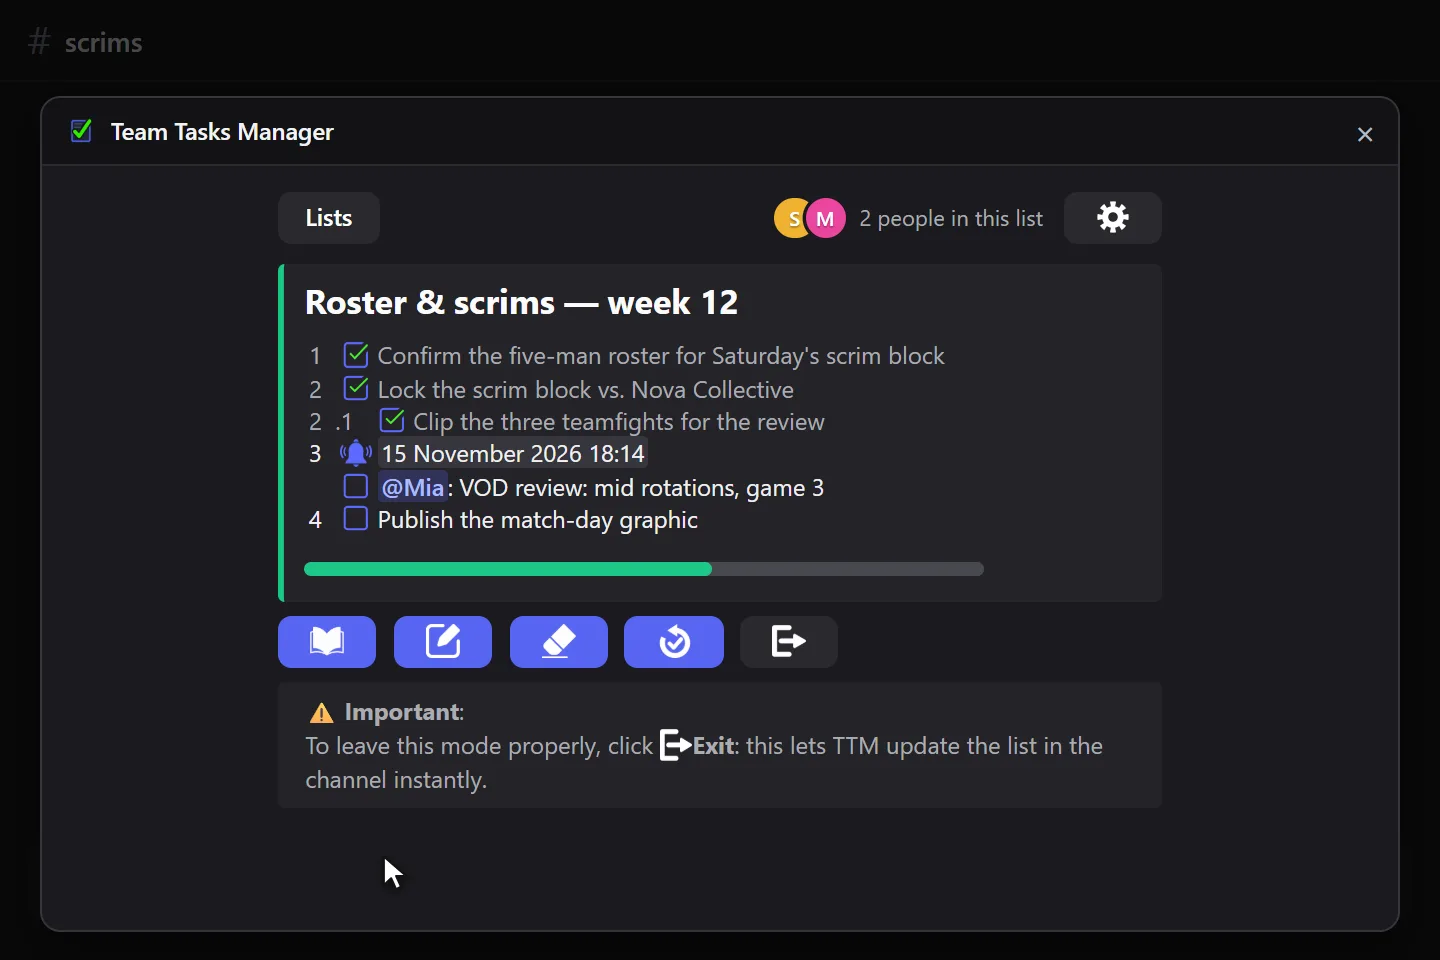 # scrims
Team Tasks Manager
×
Lists
S M 2 people in this list
Roster & scrims — week 12
1 Confirm the five-man roster for Saturday's scrim block
2 Lock the scrim block vs. Nova Collective
2 .1 Clip the three teamfights for the review
3 15 November 2026 18:14
@Mia: VOD review: mid rotations, game 3
4 Publish the match-day graphic
Important:
To leave this mode properly, click Exit: this lets TTM update the list in the
channel instantly.